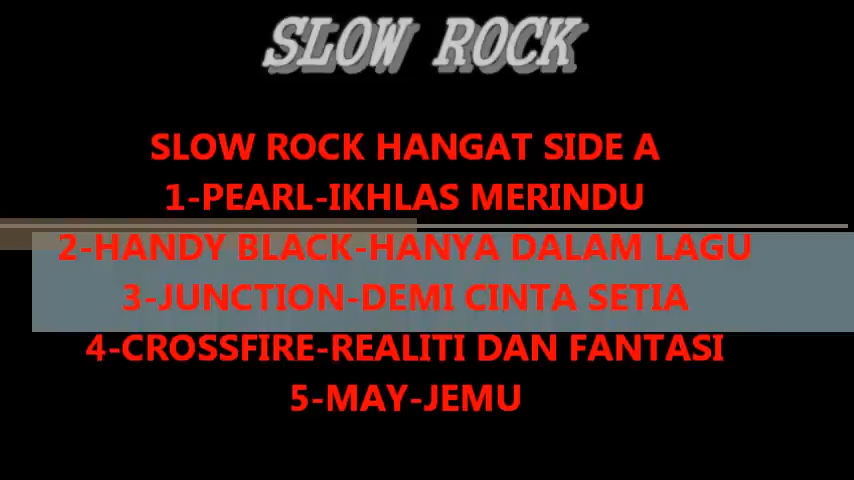 SLOW ROCK
SLOW ROCK HANGAT SIDE A
1-PEARL-IKHLAS MERINDU
2-HANDY BLACK-HANYA DALAM LAGU
3-JUNCTION-DEMI CINTA SETIA
4-CROSSFIRE-REALITI DAN FANTASI
5-MAY-JEMU